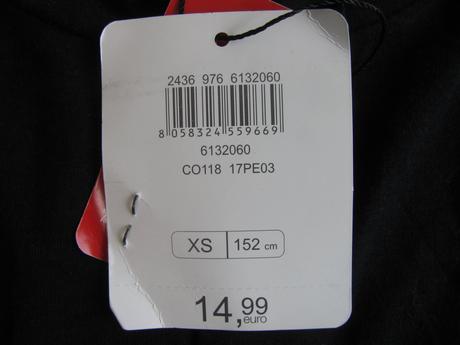 2436 976 6132060
8 058324 559669
6132060
CO118 17PE03
XS 152 cm
14,99
euro